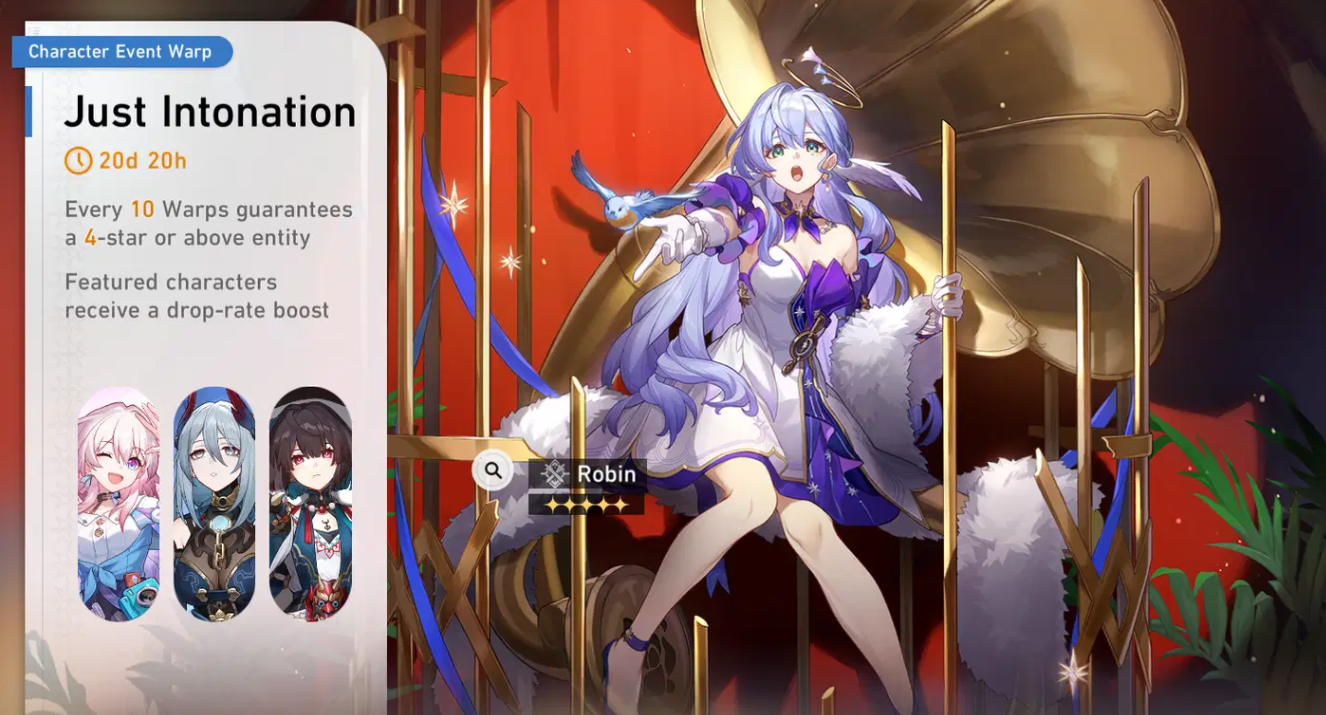 Character Event Warp
Just Intonation
20d 20h
Every 10 Warps guarantees
a 4-star or above entity
Featured characters
receive a drop-rate boost
Robin